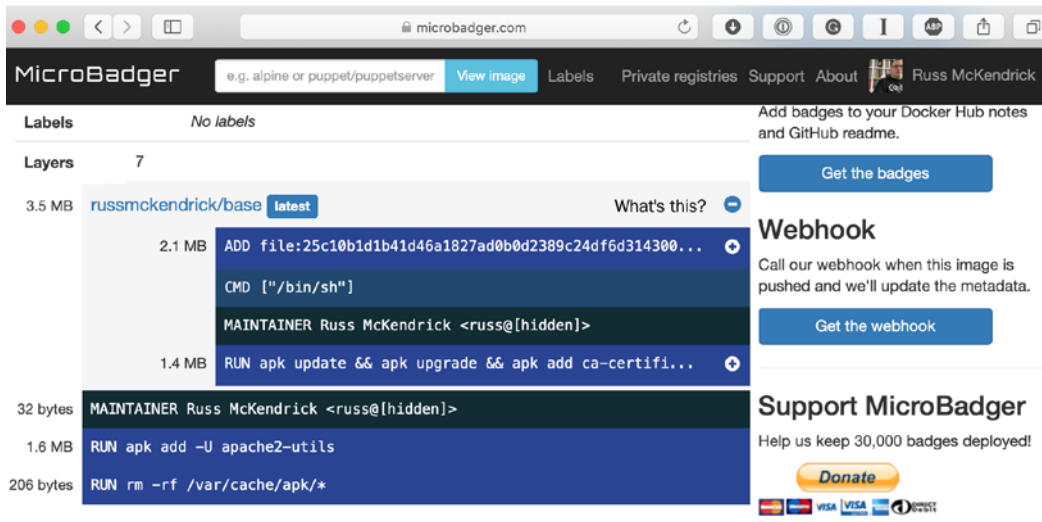 microbadger.com
MicroBadger
e.g. alpine or puppet/puppetserver
View image
Labels
Private registries
Support
About
Russ McKendrick
Labels No labels
Layers 7
3.5 MB russmckendrick/base latest What's this?
2.1 MB ADD file:25c10b1d1b41d46a1827ad0b0d2389c24df6d314300...
CMD ["/bin/sh"]
MAINTAINER Russ McKendrick <russ@[hidden]>
1.4 MB RUN apk update && apk upgrade && apk add ca-certifi...
32 bytes MAINTAINER Russ McKendrick <russ@[hidden]>
1.6 MB RUN apk add -U apache2-utils
206 bytes RUN rm -rf /var/cache/apk/*
Add badges to your Docker Hub notes
and GitHub readme.
Get the badges
Webhook
Call our webhook when this image is
pushed and we'll update the metadata.
Get the webhook
Support MicroBadger
Help us keep 30,000 badges deployed!
Donate
VISA VISA DIRECT Debit